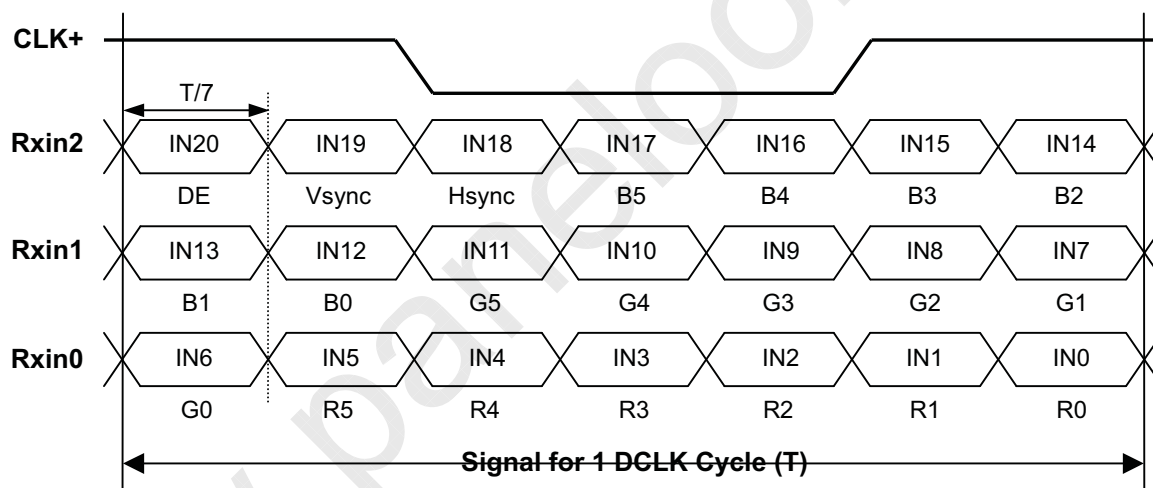 CLK+
T/7
Rxin2 IN20 IN19 IN18 IN17 IN16 IN15 IN14
DE Vsync Hsync B5 B4 B3 B2
Rxin1 IN13 IN12 IN11 IN10 IN9 IN8 IN7
B1 B0 G5 G4 G3 G2 G1
Rxin0 IN6 IN5 IN4 IN3 IN2 IN1 IN0
G0 R5 R4 R3 R2 R1 R0
Signal for 1 DCLK Cycle (T)
paneloo